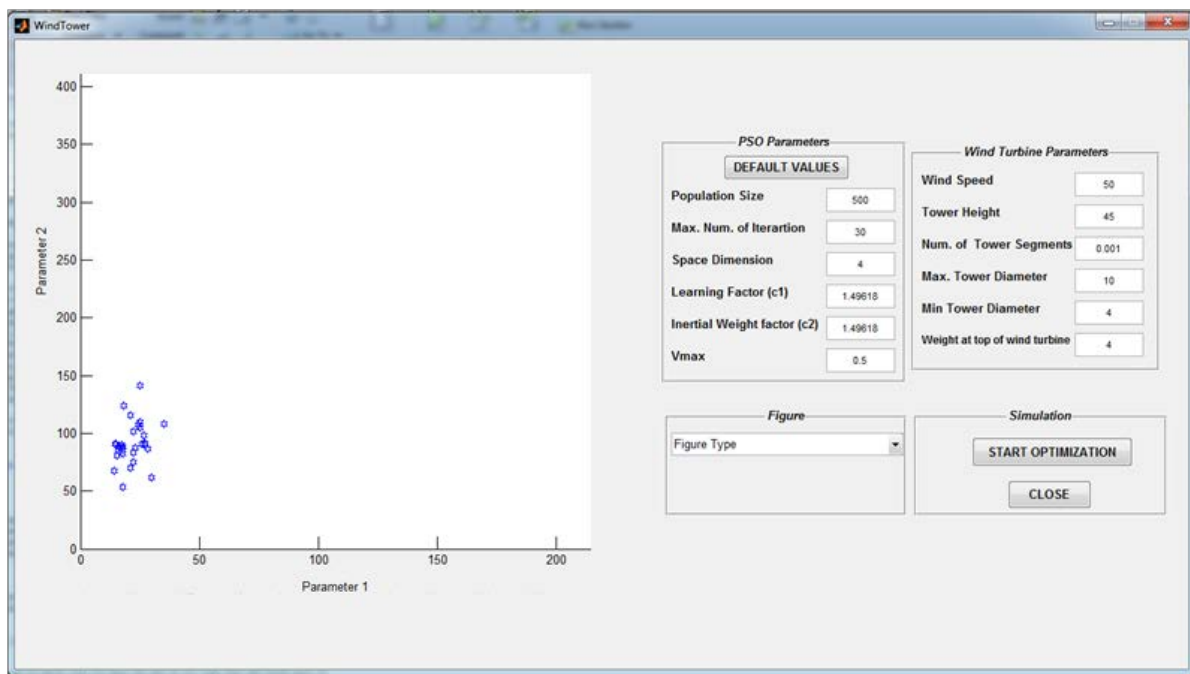 WindTower
400
350
300
250
200
150
100
50
0
0 50 100 150 200
Parameter 2
Parameter 1
PSO Parameters
DEFAULT VALUES
Population Size 500
Max. Num. of Iterartion 30
Space Dimension 4
Learning Factor (c1) 1.49618
Inertial Weight factor (c2) 1.49618
Vmax 0.5
Wind Turbine Parameters
Wind Speed 50
Tower Height 45
Num. of Tower Segments 0.001
Max. Tower Diameter 10
Min Tower Diameter 4
Weight at top of wind turbine 4
Figure
Figure Type
Simulation
START OPTIMIZATION
CLOSE